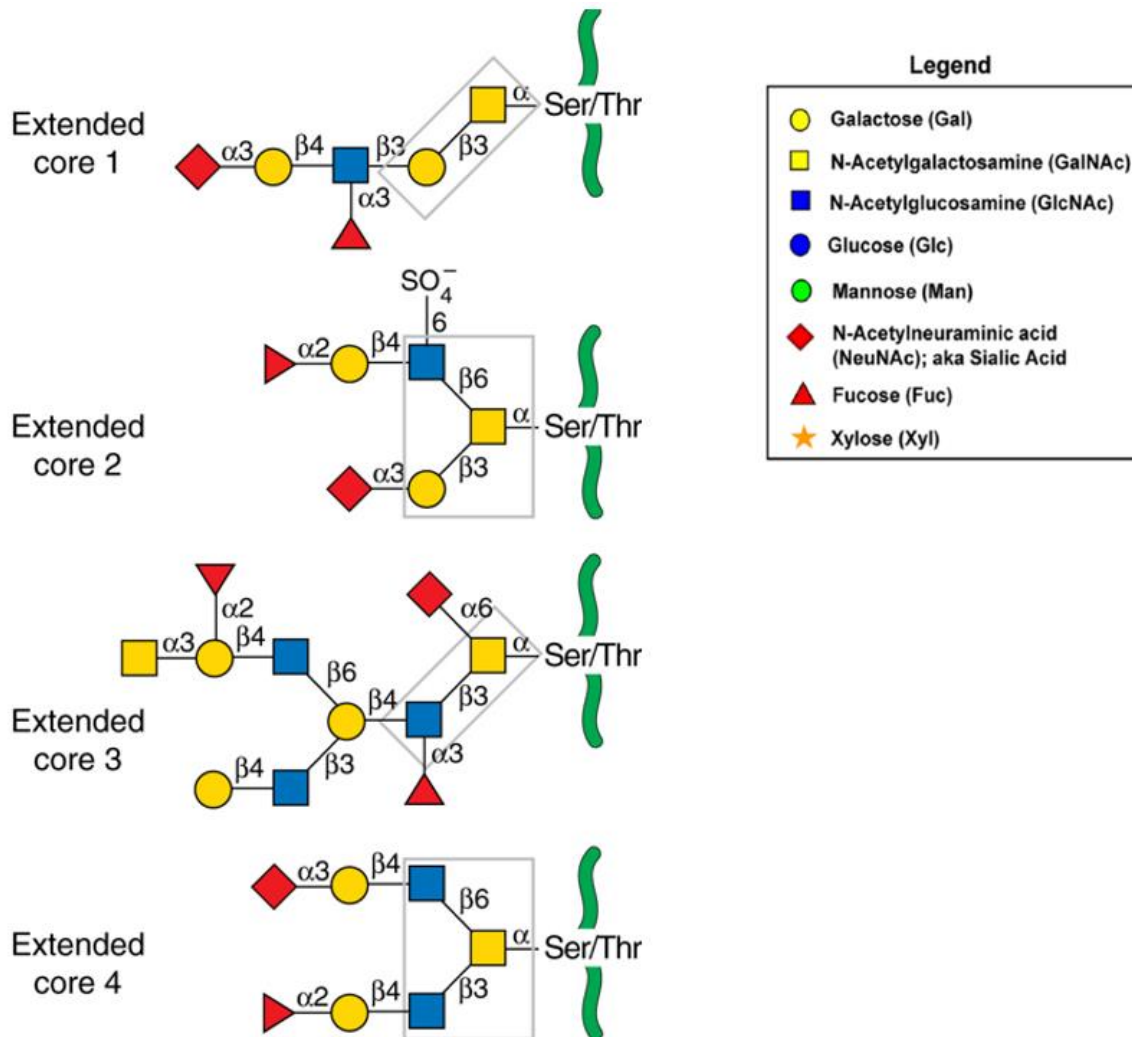 Extended
core 1
α3
β4
β3
α3
β3
α
Ser/Thr
Extended
core 2
SO4−
6
α2
β4
β6
α
Ser/Thr
α3
β3
Extended
core 3
α2
α3
β4
β6
β4
α6
α
Ser/Thr
β3
α3
β4
β3
Extended
core 4
α3
β4
β6
α
Ser/Thr
α2
β4
β3
Legend
Galactose (Gal)
N-Acetylgalactosamine (GalNAc)
N-Acetylglucosamine (GlcNAc)
Glucose (Glc)
Mannose (Man)
N-Acetylneuraminic acid
(NeuNAc); aka Sialic Acid
Fucose (Fuc)
Xylose (Xyl)